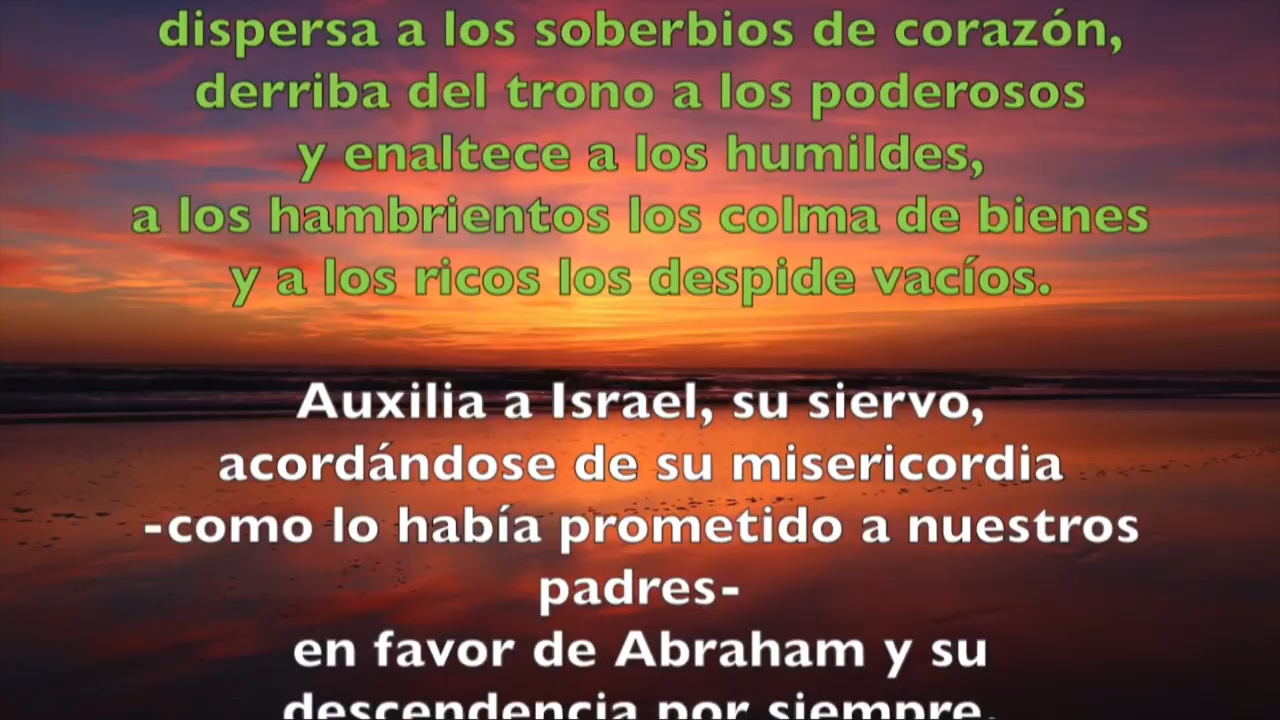 dispersa a los soberbios de corazón,
derriba del trono a los poderosos
y enaltece a los humildes,
a los hambrientos los colma de bienes
y a los ricos los despide vacíos.
Auxilia a Israel, su siervo,
acordándose de su misericordia
-como lo había prometido a nuestros
padres-
en favor de Abraham y su
descendencia por siempre.